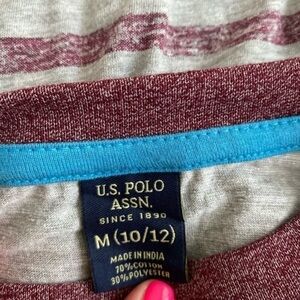 U.S. POLO
ASSN.
SINCE 1890
M (10/12)
MADE IN INDIA
70% COTTON
30% POLYESTER